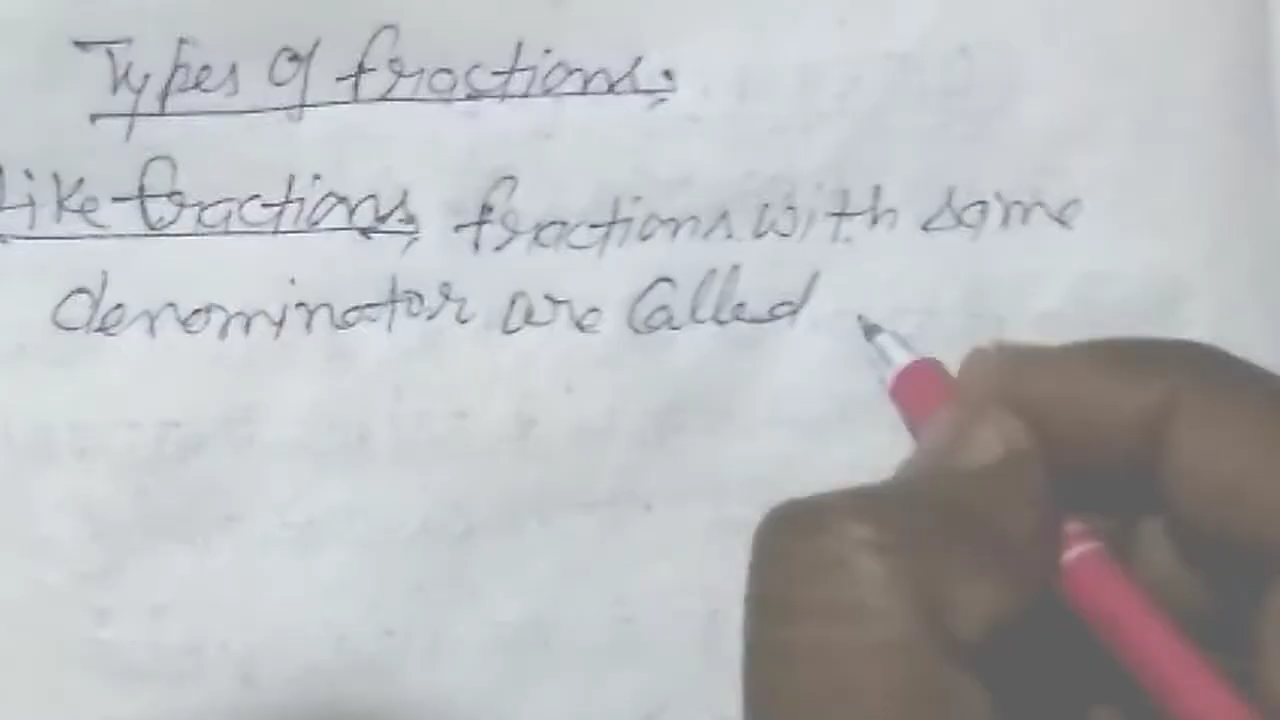 Types of fractions:
Like fractions, fractions with same
denominator are Called